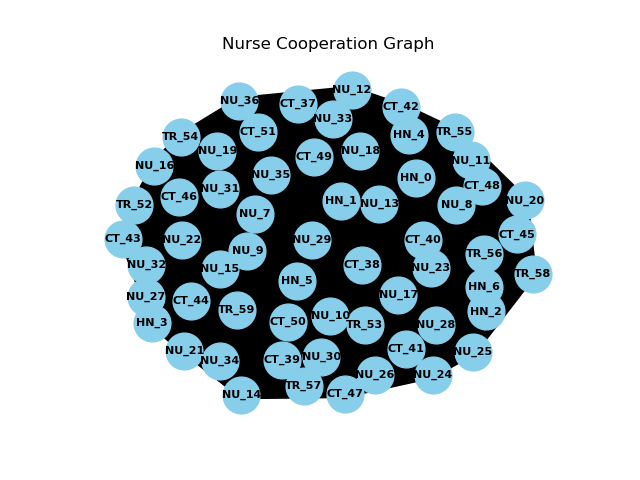 Nurse Cooperation Graph
NU_12
NU_36
CT_37
CT_42
NU_33
CT_51
TR_55
HN_4
TR_54
NU_19
NU_18
CT_49
NU_11
NU_16
NU_35
HN_0
CT_48
NU_31
CT_46
NU_20
HN_1
NU_13
NU_8
TR_52
NU_7
CT_45
CT_43
NU_22
NU_29
CT_40
NU_9
TR_56
NU_32
CT_38
NU_23
NU_15
TR_58
HN_5
HN_6
NU_17
NU_27
CT_44
TR_59
HN_2
NU_10
CT_50
HN_3
TR_53
NU_28
CT_41
NU_21
NU_25
NU_34
CT_39
NU_30
NU_26
NU_24
TR_57
CT_47
NU_14